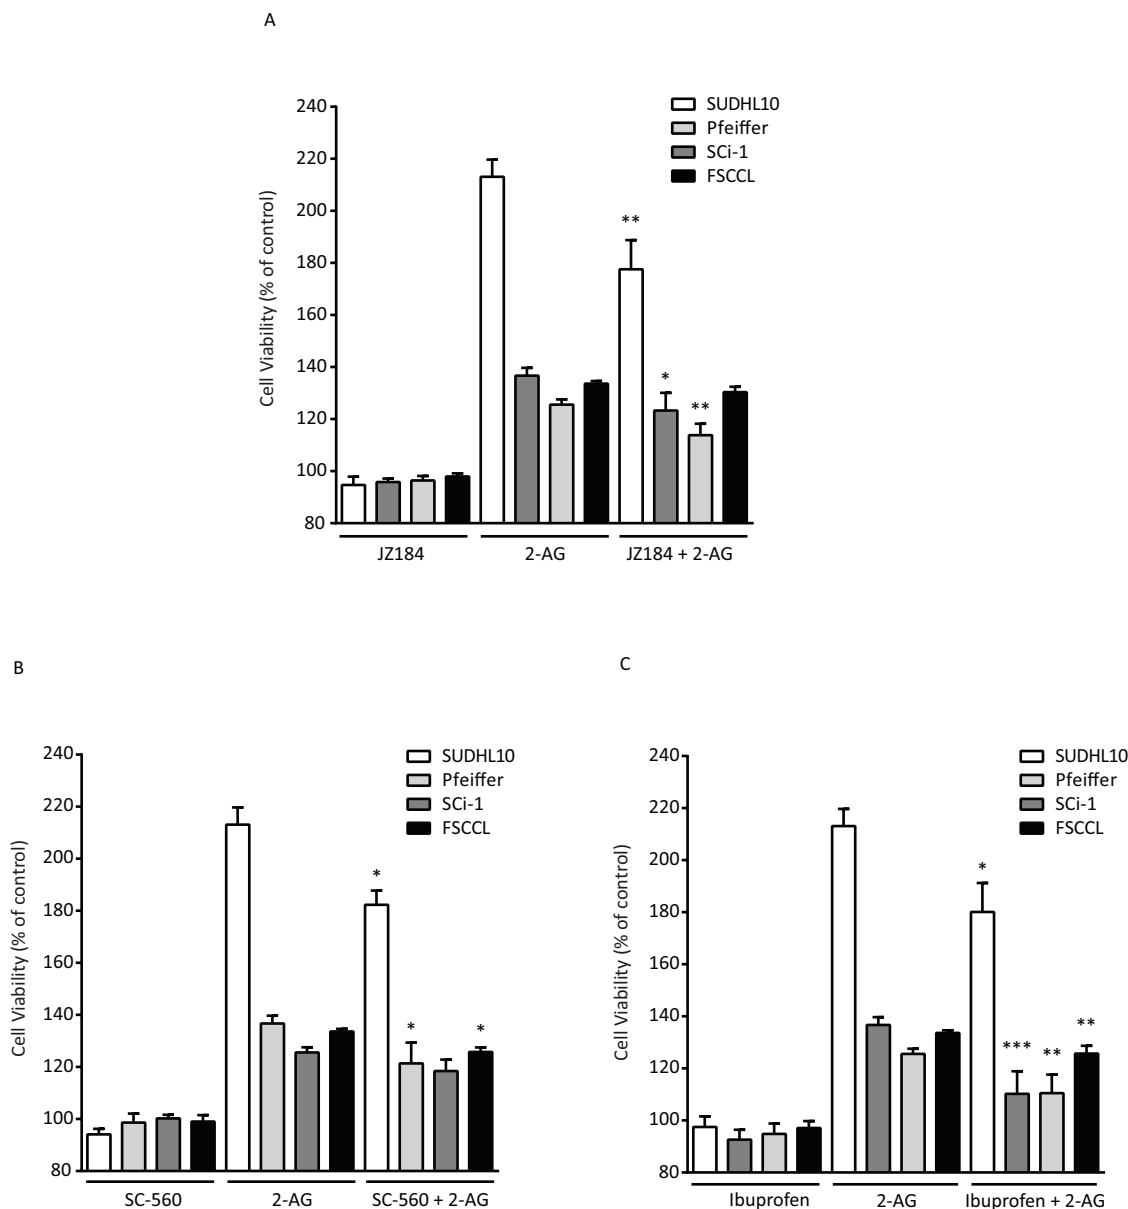 A
240
220
200
180
160
140
120
100
80
Cell Viability (% of control)
SUDHL10
Pfeiffer
SCi-1
FSCCL
**
*
**
JZ184
2-AG
JZ184 + 2-AG
B
240
220
200
180
160
140
120
100
80
Cell Viability (% of control)
SUDHL10
Pfeiffer
SCi-1
FSCCL
*
*
*
SC-560
2-AG
SC-560 + 2-AG
C
240
220
200
180
160
140
120
100
80
Cell Viability (% of control)
SUDHL10
Pfeiffer
SCi-1
FSCCL
*
***
**
**
Ibuprofen
2-AG
Ibuprofen + 2-AG